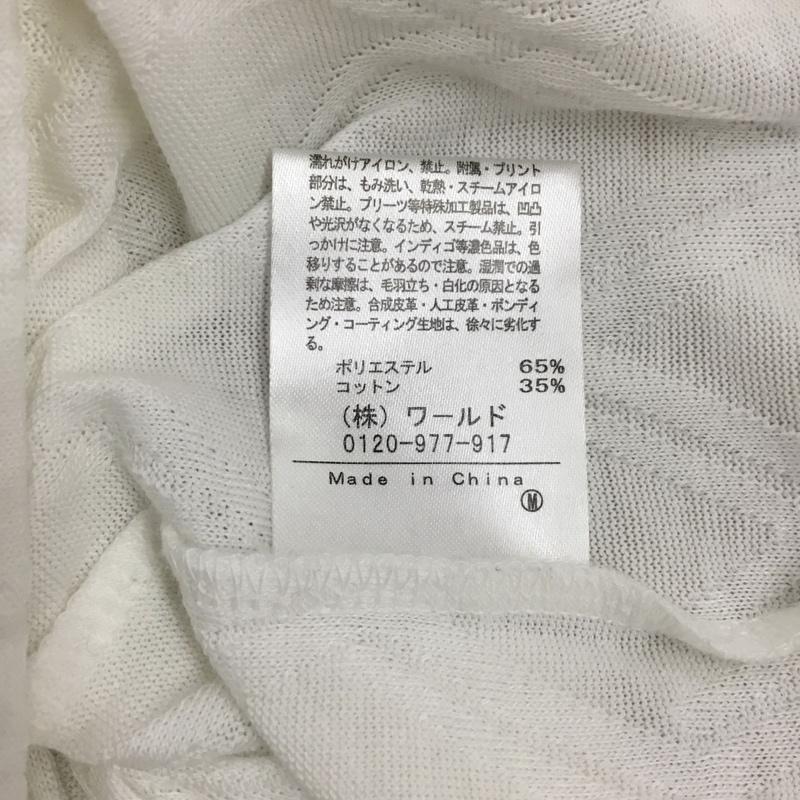 濡れがけアイロン、禁止。附属・プリント
部分は、もみ洗い、乾熱・スチームアイロ
ン禁止。プリーツ等特殊加工製品は、凹凸
や光沢がなくなるため、スチーム禁止。引
っかけに注意。インディゴ等濃色品は、色
移りすることがあるので注意。湿潤での過
剰な摩擦は、毛羽立ち・白化の原因となる
ため注意。合成皮革・人工皮革・ボンディ
ング・コーティング生地は、徐々に劣化す
る。
ポリエステル 65%
コットン 35%
(株) ワールド
0120-977-917
Made in China
Ⓜ